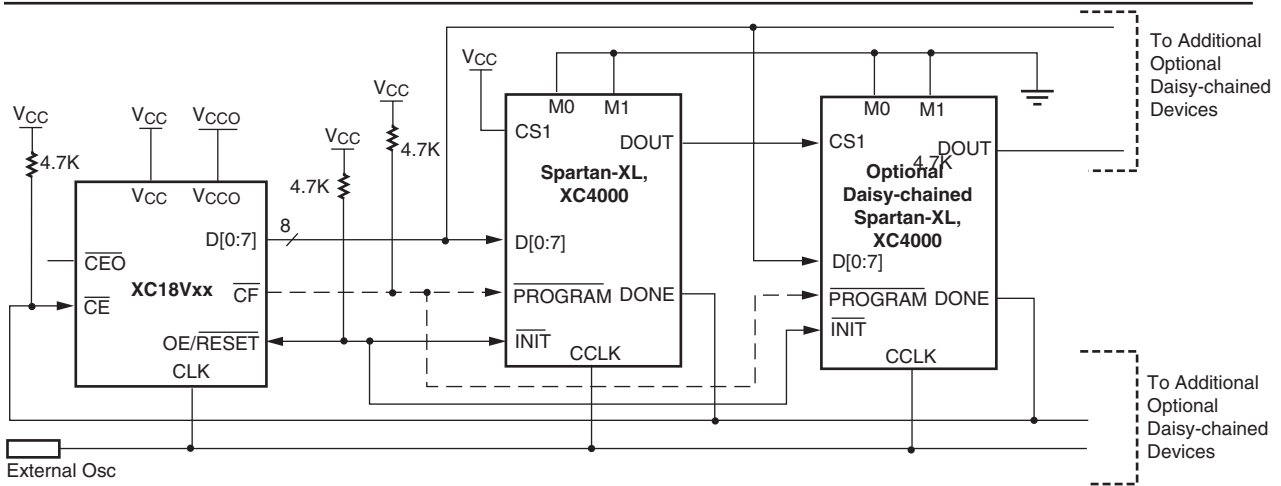 To Additional
Optional
Daisy-chained
Devices
VCC
VCC
VCC
VCCO
VCC
VCC
4.7K
4.7K
4.7K
VCC
VCCO
D[0:7]
8
CEO
XC18Vxx
CF
CE
OE/RESET
CLK
M0
M1
CS1
DOUT
Spartan-XL,
XC4000
D[0:7]
PROGRAM
DONE
INIT
CCLK
M0
M1
CS1
DOUT
4.7K
Optional
Daisy-chained
Spartan-XL,
XC4000
D[0:7]
PROGRAM
DONE
INIT
CCLK
To Additional
Optional
Daisy-chained
Devices
External Osc